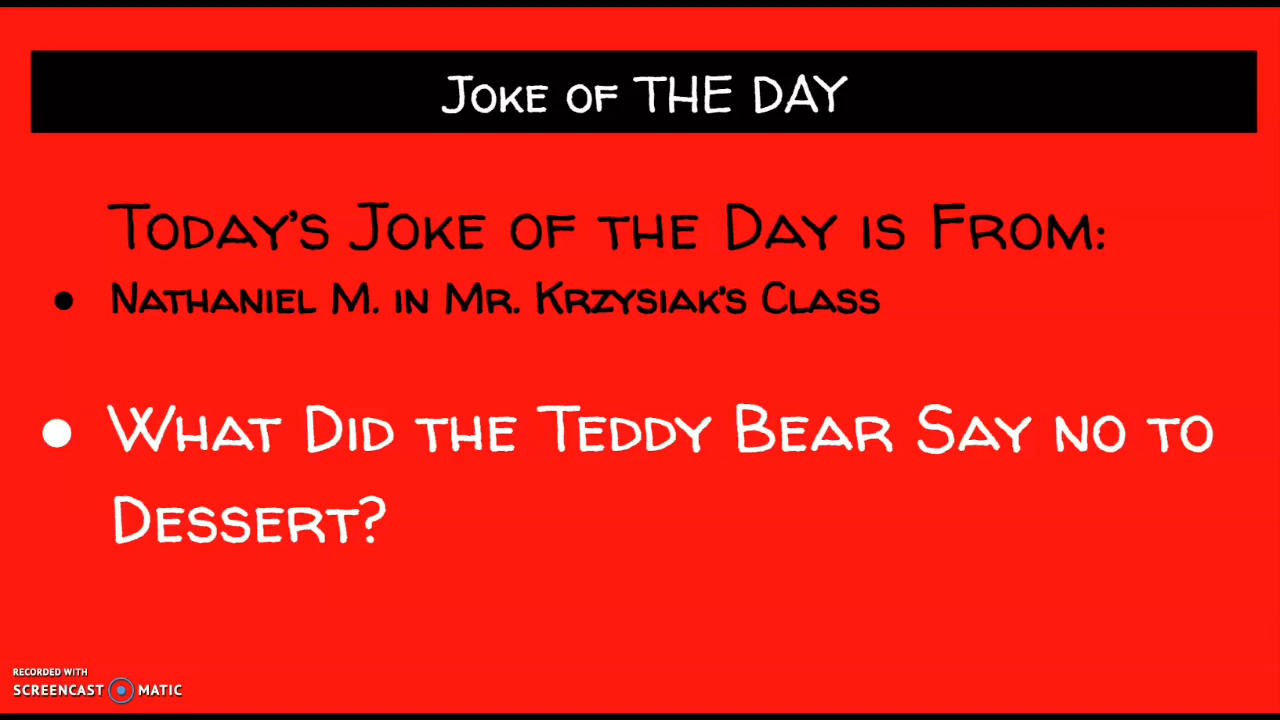 Joke of THE DAY
Today's Joke of the Day is From:
● Nathaniel M. in Mr. Krzysiak's Class
● What Did the Teddy Bear Say no to
Dessert?
RECORDED WITH
SCREENCAST MATIC